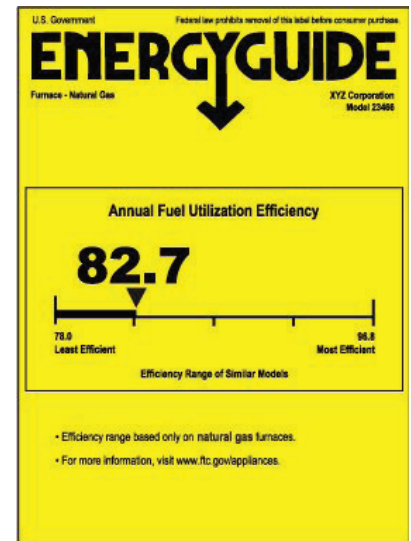 U.S. Government Federal law prohibits removal of this label before consumer purchase.
ENERGYGUIDE
Furnace - Natural Gas XYZ Corporation
Model 23466
Annual Fuel Utilization Efficiency
82.7
78.0 96.8
Least Efficient Most Efficient
Efficiency Range of Similar Models
• Efficiency range based only on natural gas furnaces.
• For more information, visit www.ftc.gov/appliances.